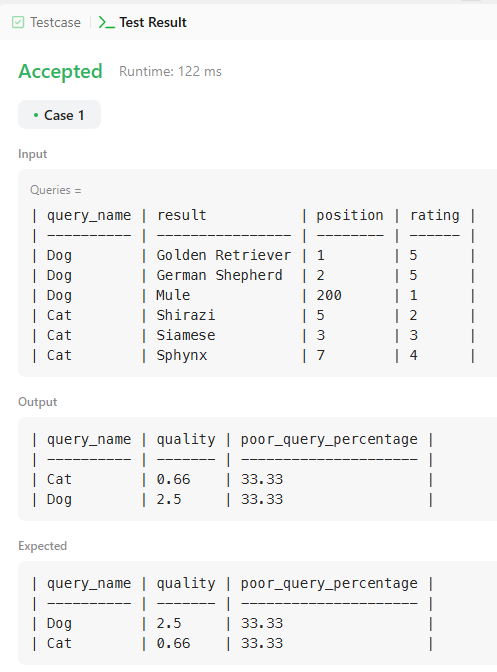 Testcase | >_ Test Result
Accepted Runtime: 122 ms
• Case 1
Input
Queries =
| query_name | result           | position | rating |
| ---------- | ---------------- | -------- | ------ |
| Dog        | Golden Retriever | 1        | 5      |
| Dog        | German Shepherd  | 2        | 5      |
| Dog        | Mule             | 200      | 1      |
| Cat        | Shirazi          | 5        | 2      |
| Cat        | Siamese          | 3        | 3      |
| Cat        | Sphynx           | 7        | 4      |
Output
| query_name | quality | poor_query_percentage |
| ---------- | ------- | --------------------- |
| Cat        | 0.66    | 33.33                 |
| Dog        | 2.5     | 33.33                 |
Expected
| query_name | quality | poor_query_percentage |
| ---------- | ------- | --------------------- |
| Dog        | 2.5     | 33.33                 |
| Cat        | 0.66    | 33.33                 |